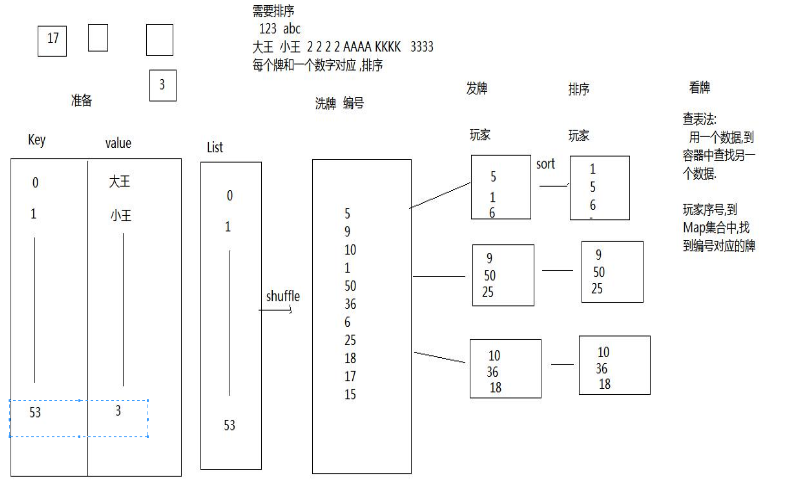 需要排序
123 abc
大王 小王 2 2 2 2 AAAA KKKK 3333
每个牌和一个数字对应 ,排序
17
3
准备
洗牌 编号
发牌
排序
看牌
Key
value
List
玩家
sort
玩家
查表法:
用一个数据,到
容器中查找另一
个数据.
玩家序号,到
Map集合中,找
到编号对应的牌
0
大王
1
小王
53
3
0
1
53
shuffle
5
9
10
1
50
36
6
25
18
17
15
5
1
6
1
5
6
9
50
25
9
50
25
10
36
18
10
36
18